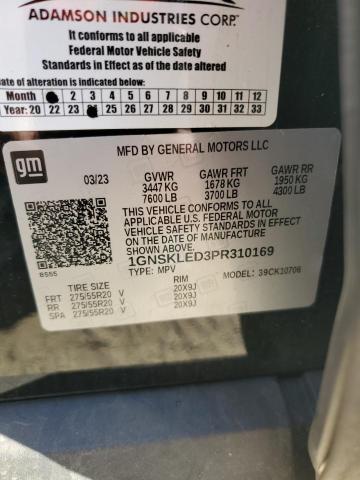 ADAMSON INDUSTRIES CORP.
It conforms to all applicable
Federal Motor Vehicle Safety
Standards in Effect as of the date altered
ate of alteration is indicated below:
Month 2 3 4 5 6 7 8 9 10 11 12
Year: 20 22 23 25 26 27 28 29 30 31 32 33
gm
MFD BY GENERAL MOTORS LLC
03/23 GVWR GAWR FRT GAWR RR
3447 KG 1678 KG 1950 KG
7600 LB 3700 LB 4300 LB
THIS VEHICLE CONFORMS TO ALL APPLICABLE
U.S. FEDERAL MOTOR VEHICLE SAFETY
STANDARDS IN EFFECT ON THE DATE OF
MANUFACTURE SHOWN ABOVE.
1GNSKLED3PR310169
8555 TYPE: MPV MODEL: 39CK10706
TIRE SIZE RIM
FRT 275/55R20 V 20X9J
RR 275/55R20 V 20X9J
SPA 275/55R20 V 20X9J